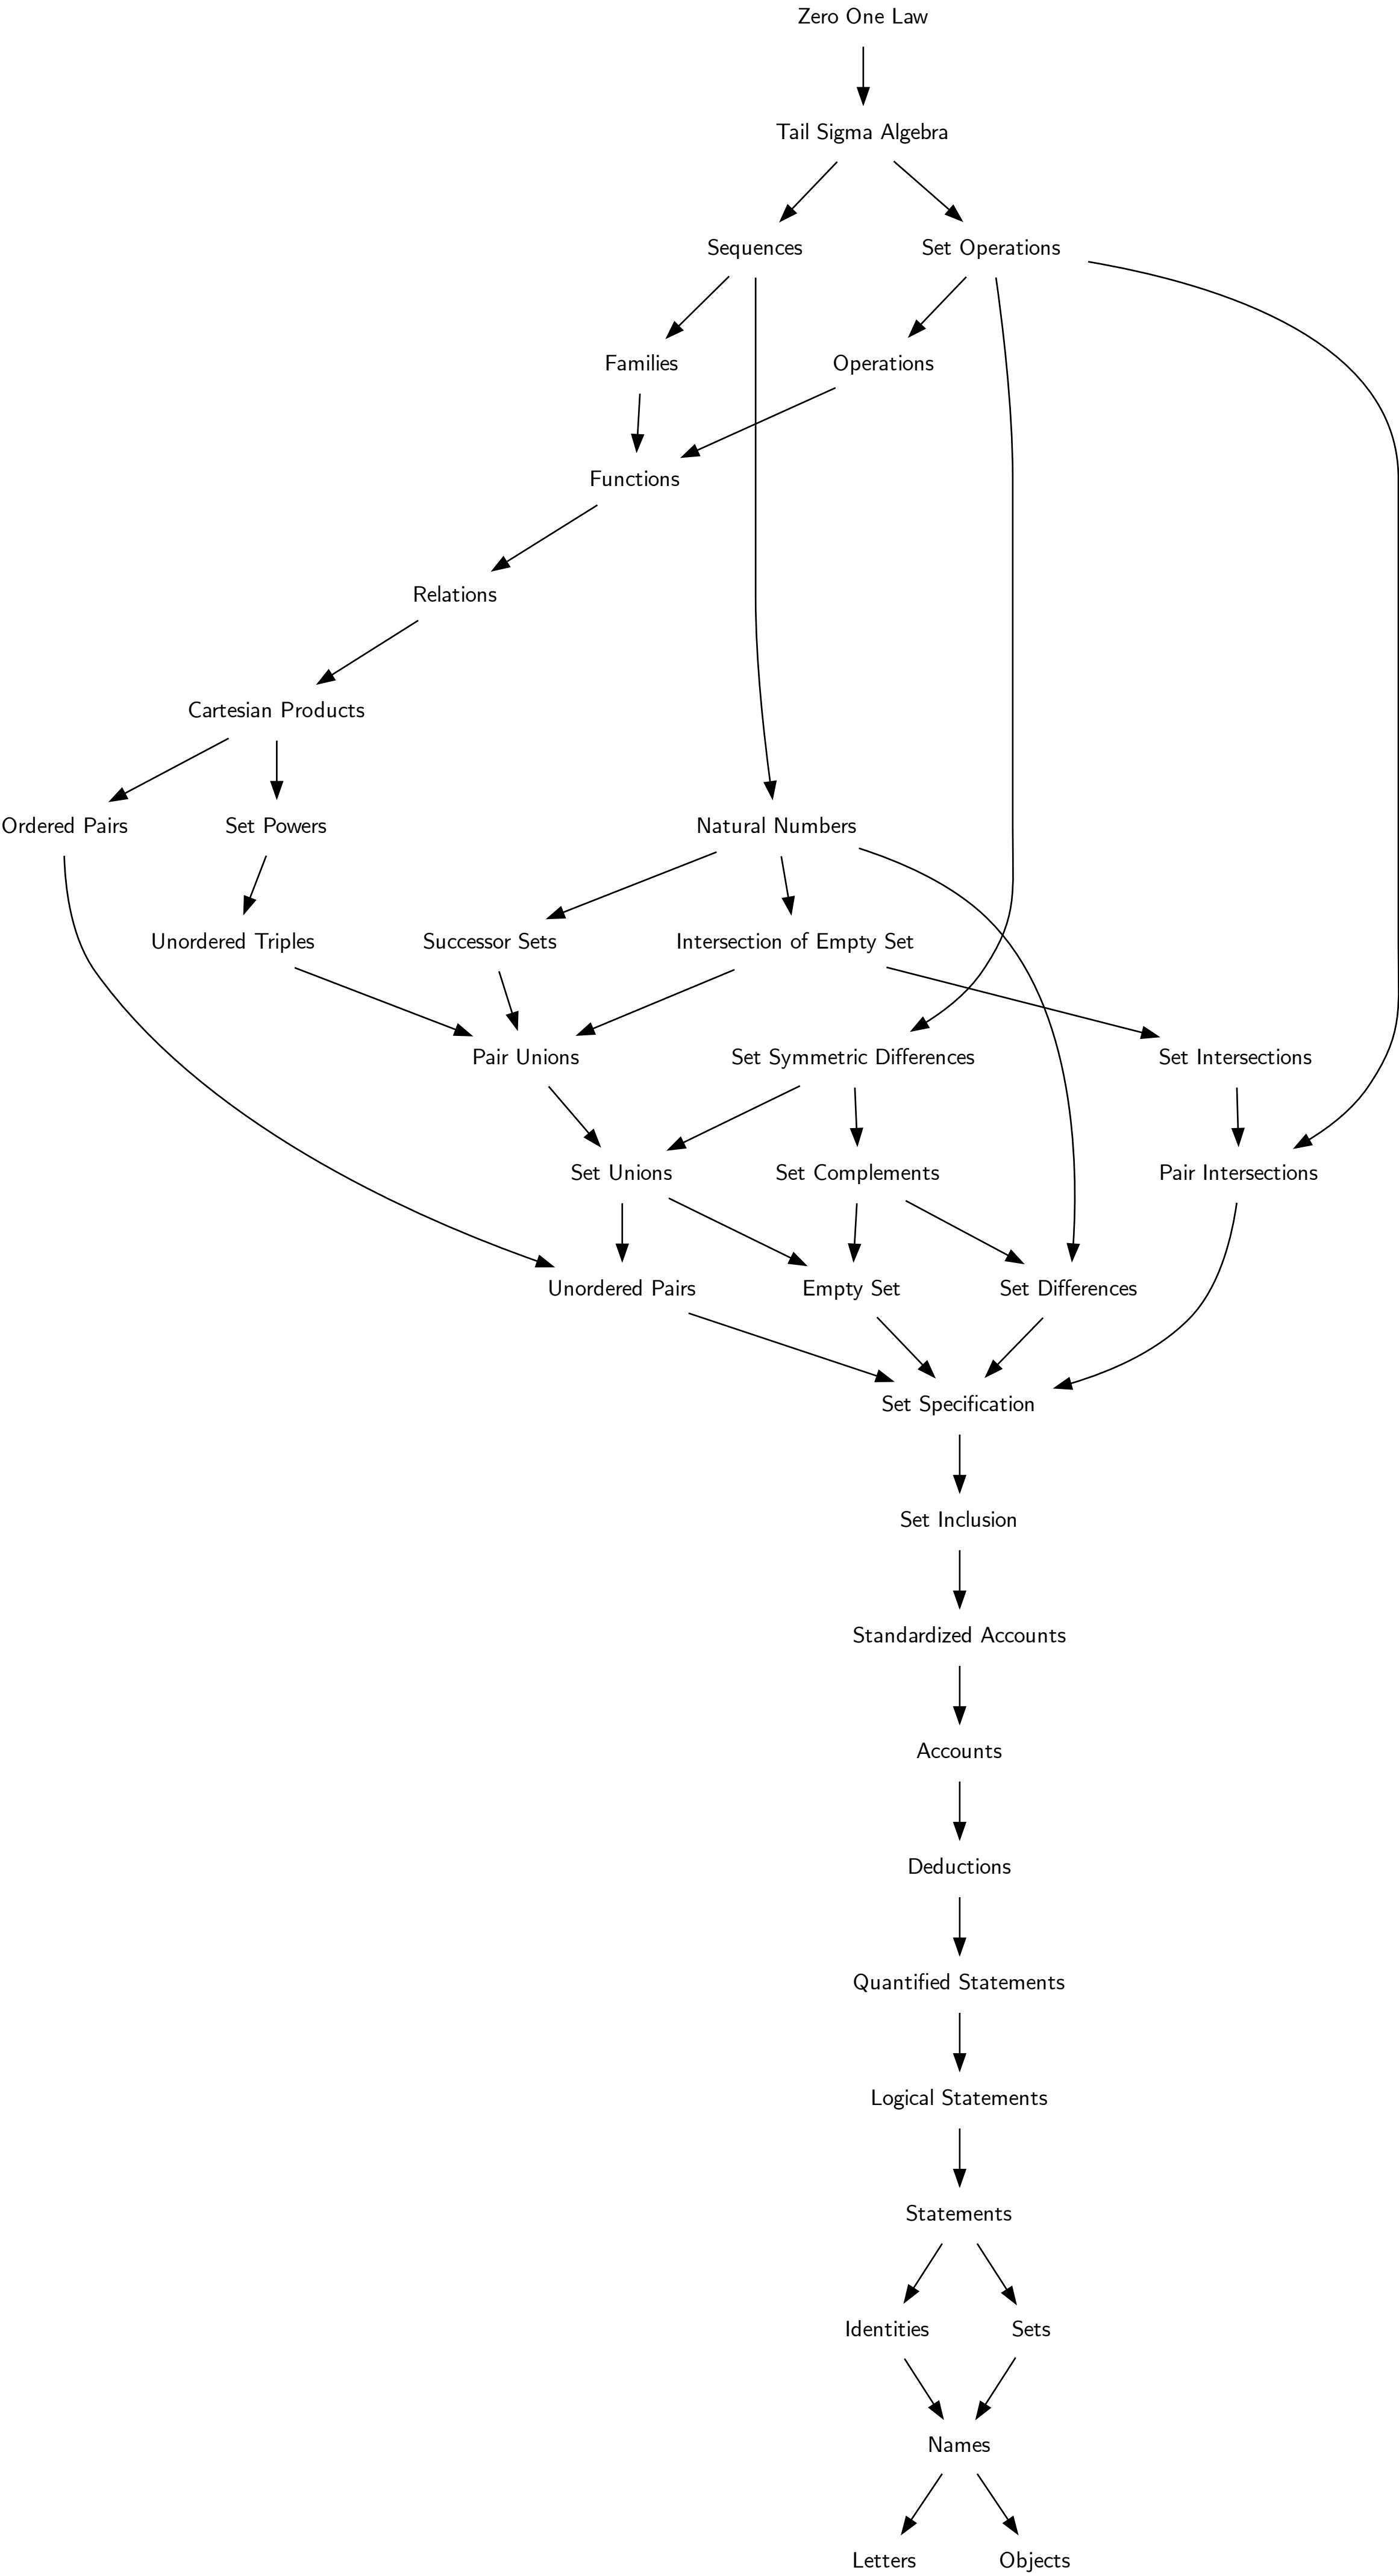 Zero One Law
Tail Sigma Algebra
Sequences
Set Operations
Families
Operations
Functions
Relations
Cartesian Products
Ordered Pairs
Set Powers
Natural Numbers
Unordered Triples
Successor Sets
Intersection of Empty Set
Pair Unions
Set Symmetric Differences
Set Intersections
Set Unions
Set Complements
Pair Intersections
Unordered Pairs
Empty Set
Set Differences
Set Specification
Set Inclusion
Standardized Accounts
Accounts
Deductions
Quantified Statements
Logical Statements
Statements
Identities
Sets
Names
Letters
Objects